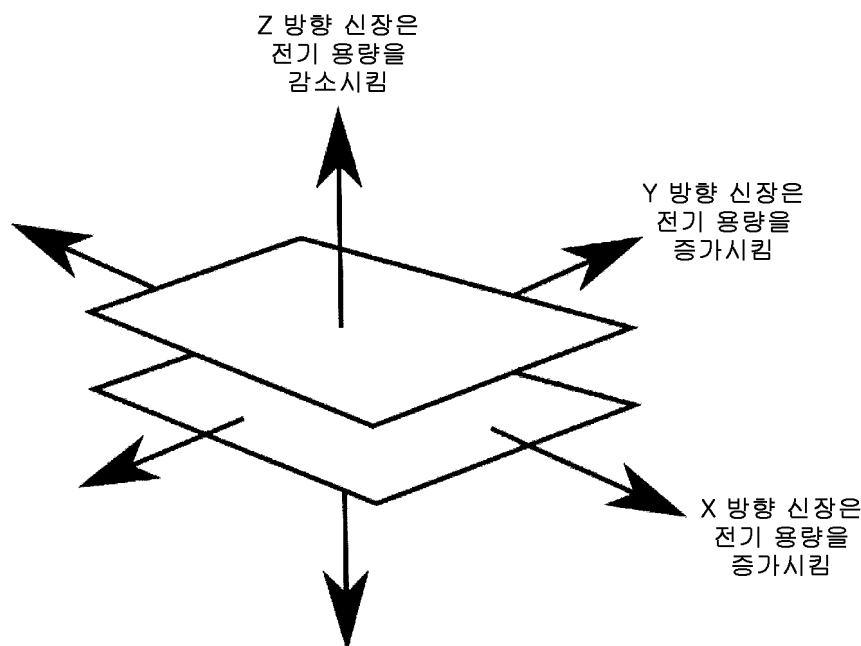 Z 방향 신장은
전기 용량을
감소시킴
Y 방향 신장은
전기 용량을
증가시킴
X 방향 신장은
전기 용량을
증가시킴